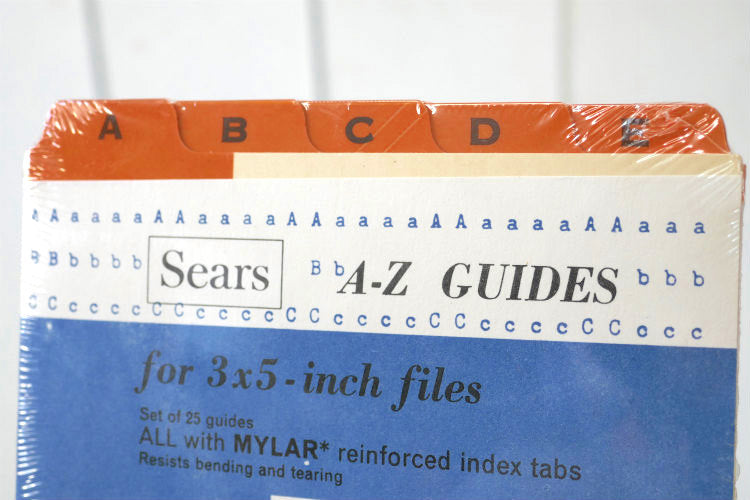 A B C D E
A A a a a a A A a a a a A A a a a a A A a a a a A A a a a
B B b b b b Sears B b A-Z GUIDES b b b
C C c c c c C C c c c c C C c c c c C C c c c c C C c c c
for 3x5-inch files
Set of 25 guides
ALL with MYLAR* reinforced index tabs
Resists bending and tearing